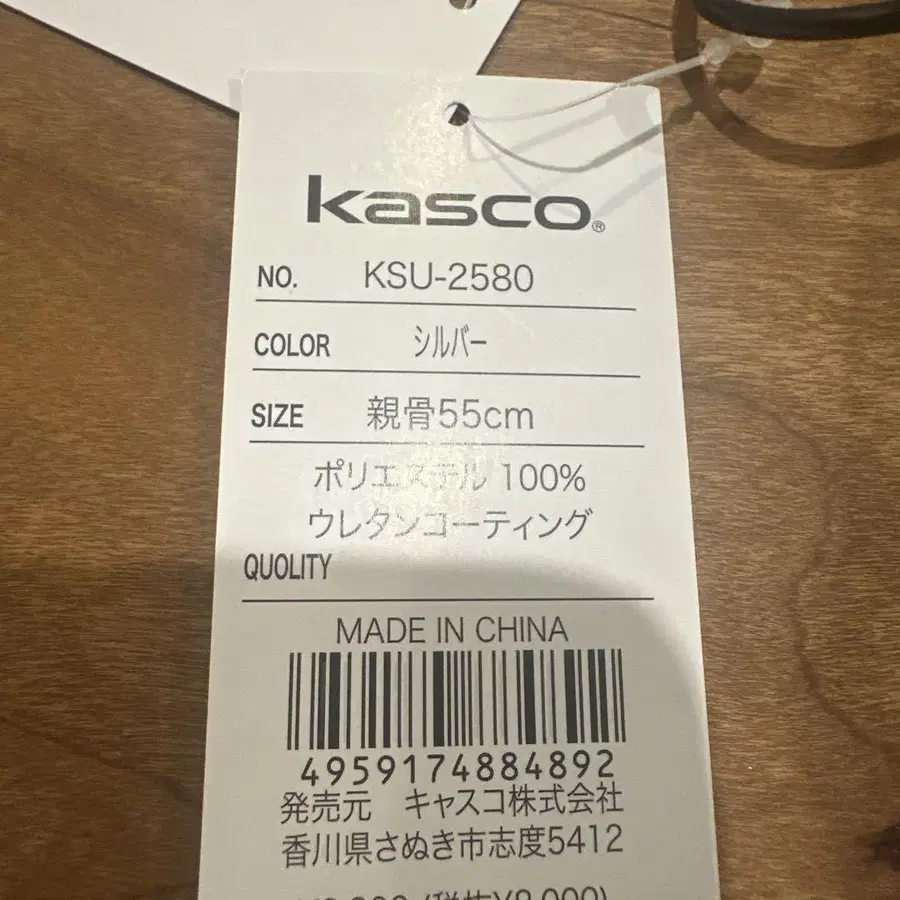 kasco®
NO. KSU-2580
COLOR シルバー
SIZE 親骨55cm
ポリエステル 100%
ウレタンコーティング
QUOLITY
MADE IN CHINA
4959174884892
発売元 キャスコ株式会社
香川県さぬき市志度5412